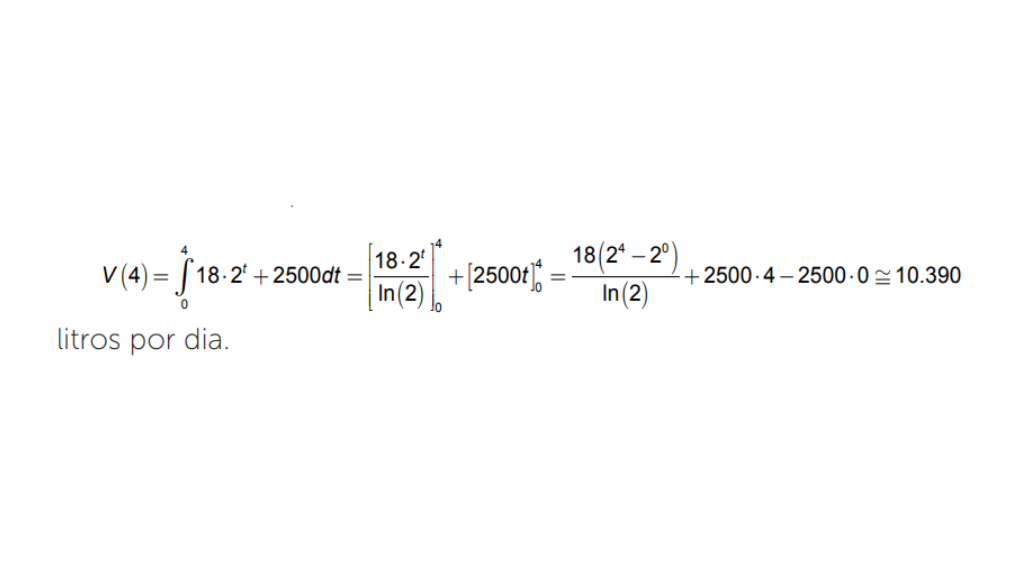 V(4) = ∫₀⁴ 18·2ᵗ + 2500dt = [18·2ᵗ / ln(2)]₀⁴ + [2500t]₀⁴ = 18(2⁴ – 2⁰) / ln(2) + 2500·4 – 2500·0 ≅ 10.390
litros por dia.